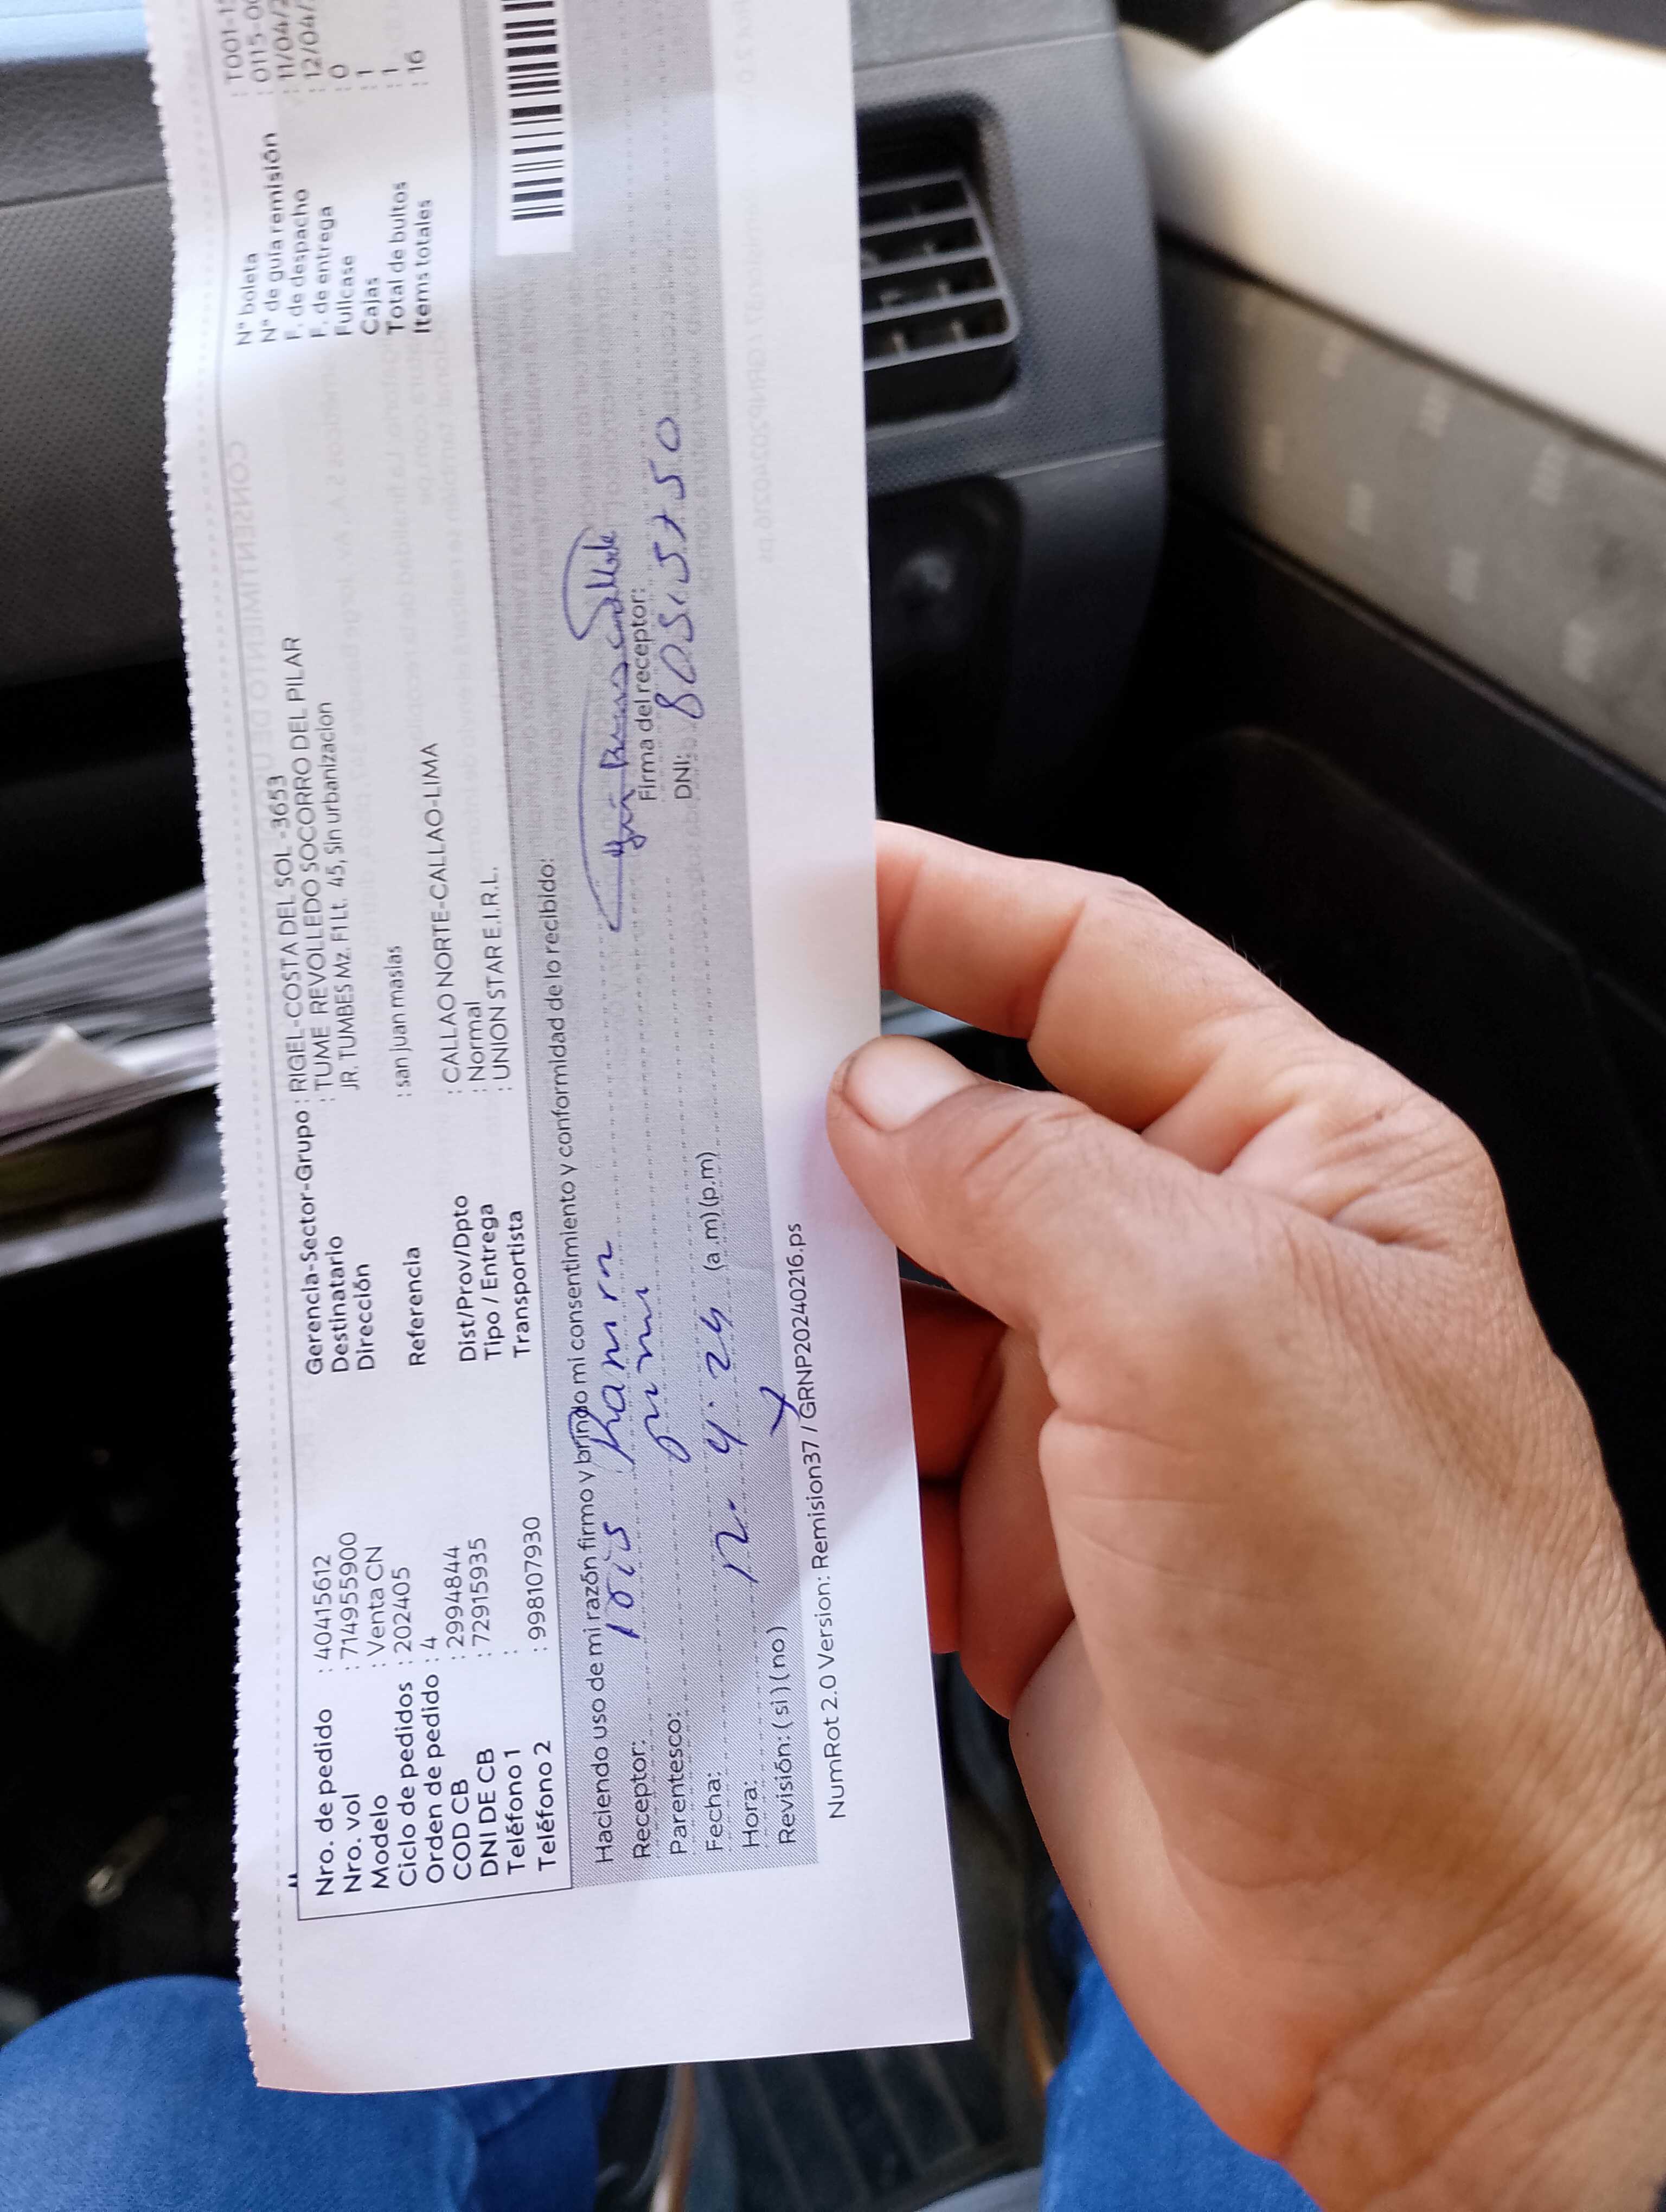 Nro. de pedido : 40415612
Nro. vol : 714955900
Modelo : Venta CN
Ciclo de pedidos : 202405
Orden de pedido : 4
COD CB : 2994844
DNI DE CB : 72915935
Teléfono 1 :
Teléfono 2 : 998107930
Gerencia-Sector-Grupo : RIGEL-COSTA DEL SOL -3653
Destinatario : TUME REVOLLEDO SOCORRO DEL PILAR
Dirección : JR. TUMBES Mz. F1 Lt. 45, Sin urbanizacion
Referencia : san juan masias
Dist/Prov/Dpto : CALLAO NORTE-CALLAO-LIMA
Tipo / Entrega : Normal
Transportista : UNION STAR E.I.R.L.
N° boleta : T001-1
N° de guía remisión : 0115-0
F. de despacho : 11/04/2
F. de entrega : 12/04/
Fullcase : 0
Cajas : 1
Total de bultos : 1
Items totales : 16
Haciendo uso de mi razón firmo y brindo mi consentimiento y conformidad de lo recibido:
Receptor:
Parentesco:
Fecha: 12. 4. 24
Hora: (a.m) (p.m)
Revisión: ( si ) ( no )
Firma del receptor:
DNI:
NumRot 2.0 Version: Remision37 / GRNP20240216.ps